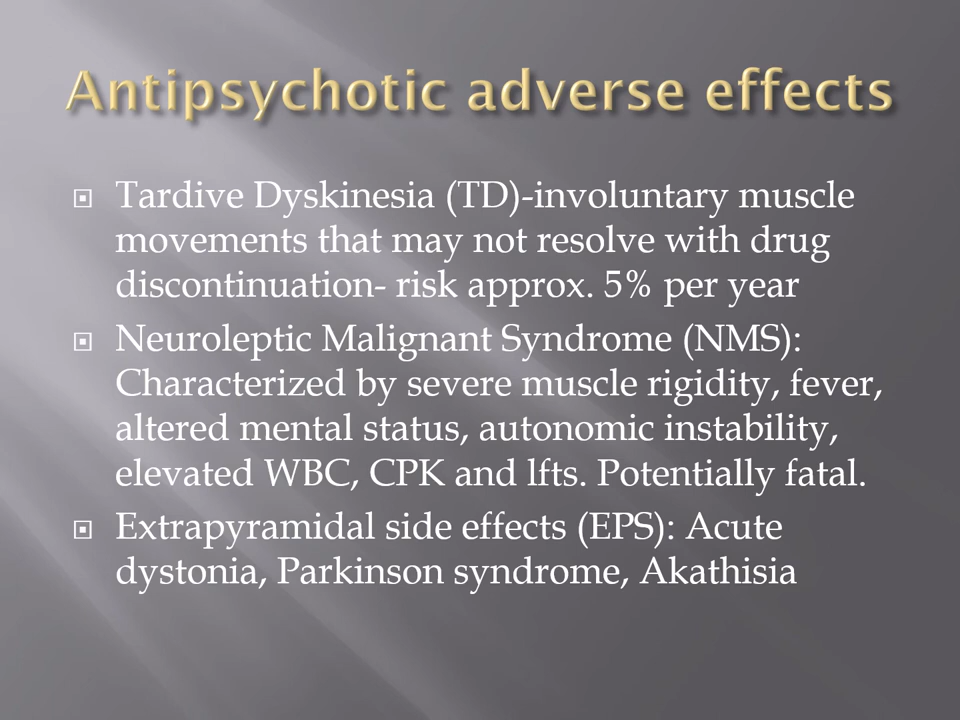 Antipsychotic adverse effects
Tardive Dyskinesia (TD)-involuntary muscle
movements that may not resolve with drug
discontinuation- risk approx. 5% per year
Neuroleptic Malignant Syndrome (NMS):
Characterized by severe muscle rigidity, fever,
altered mental status, autonomic instability,
elevated WBC, CPK and lfts. Potentially fatal.
Extrapyramidal side effects (EPS): Acute
dystonia, Parkinson syndrome, Akathisia